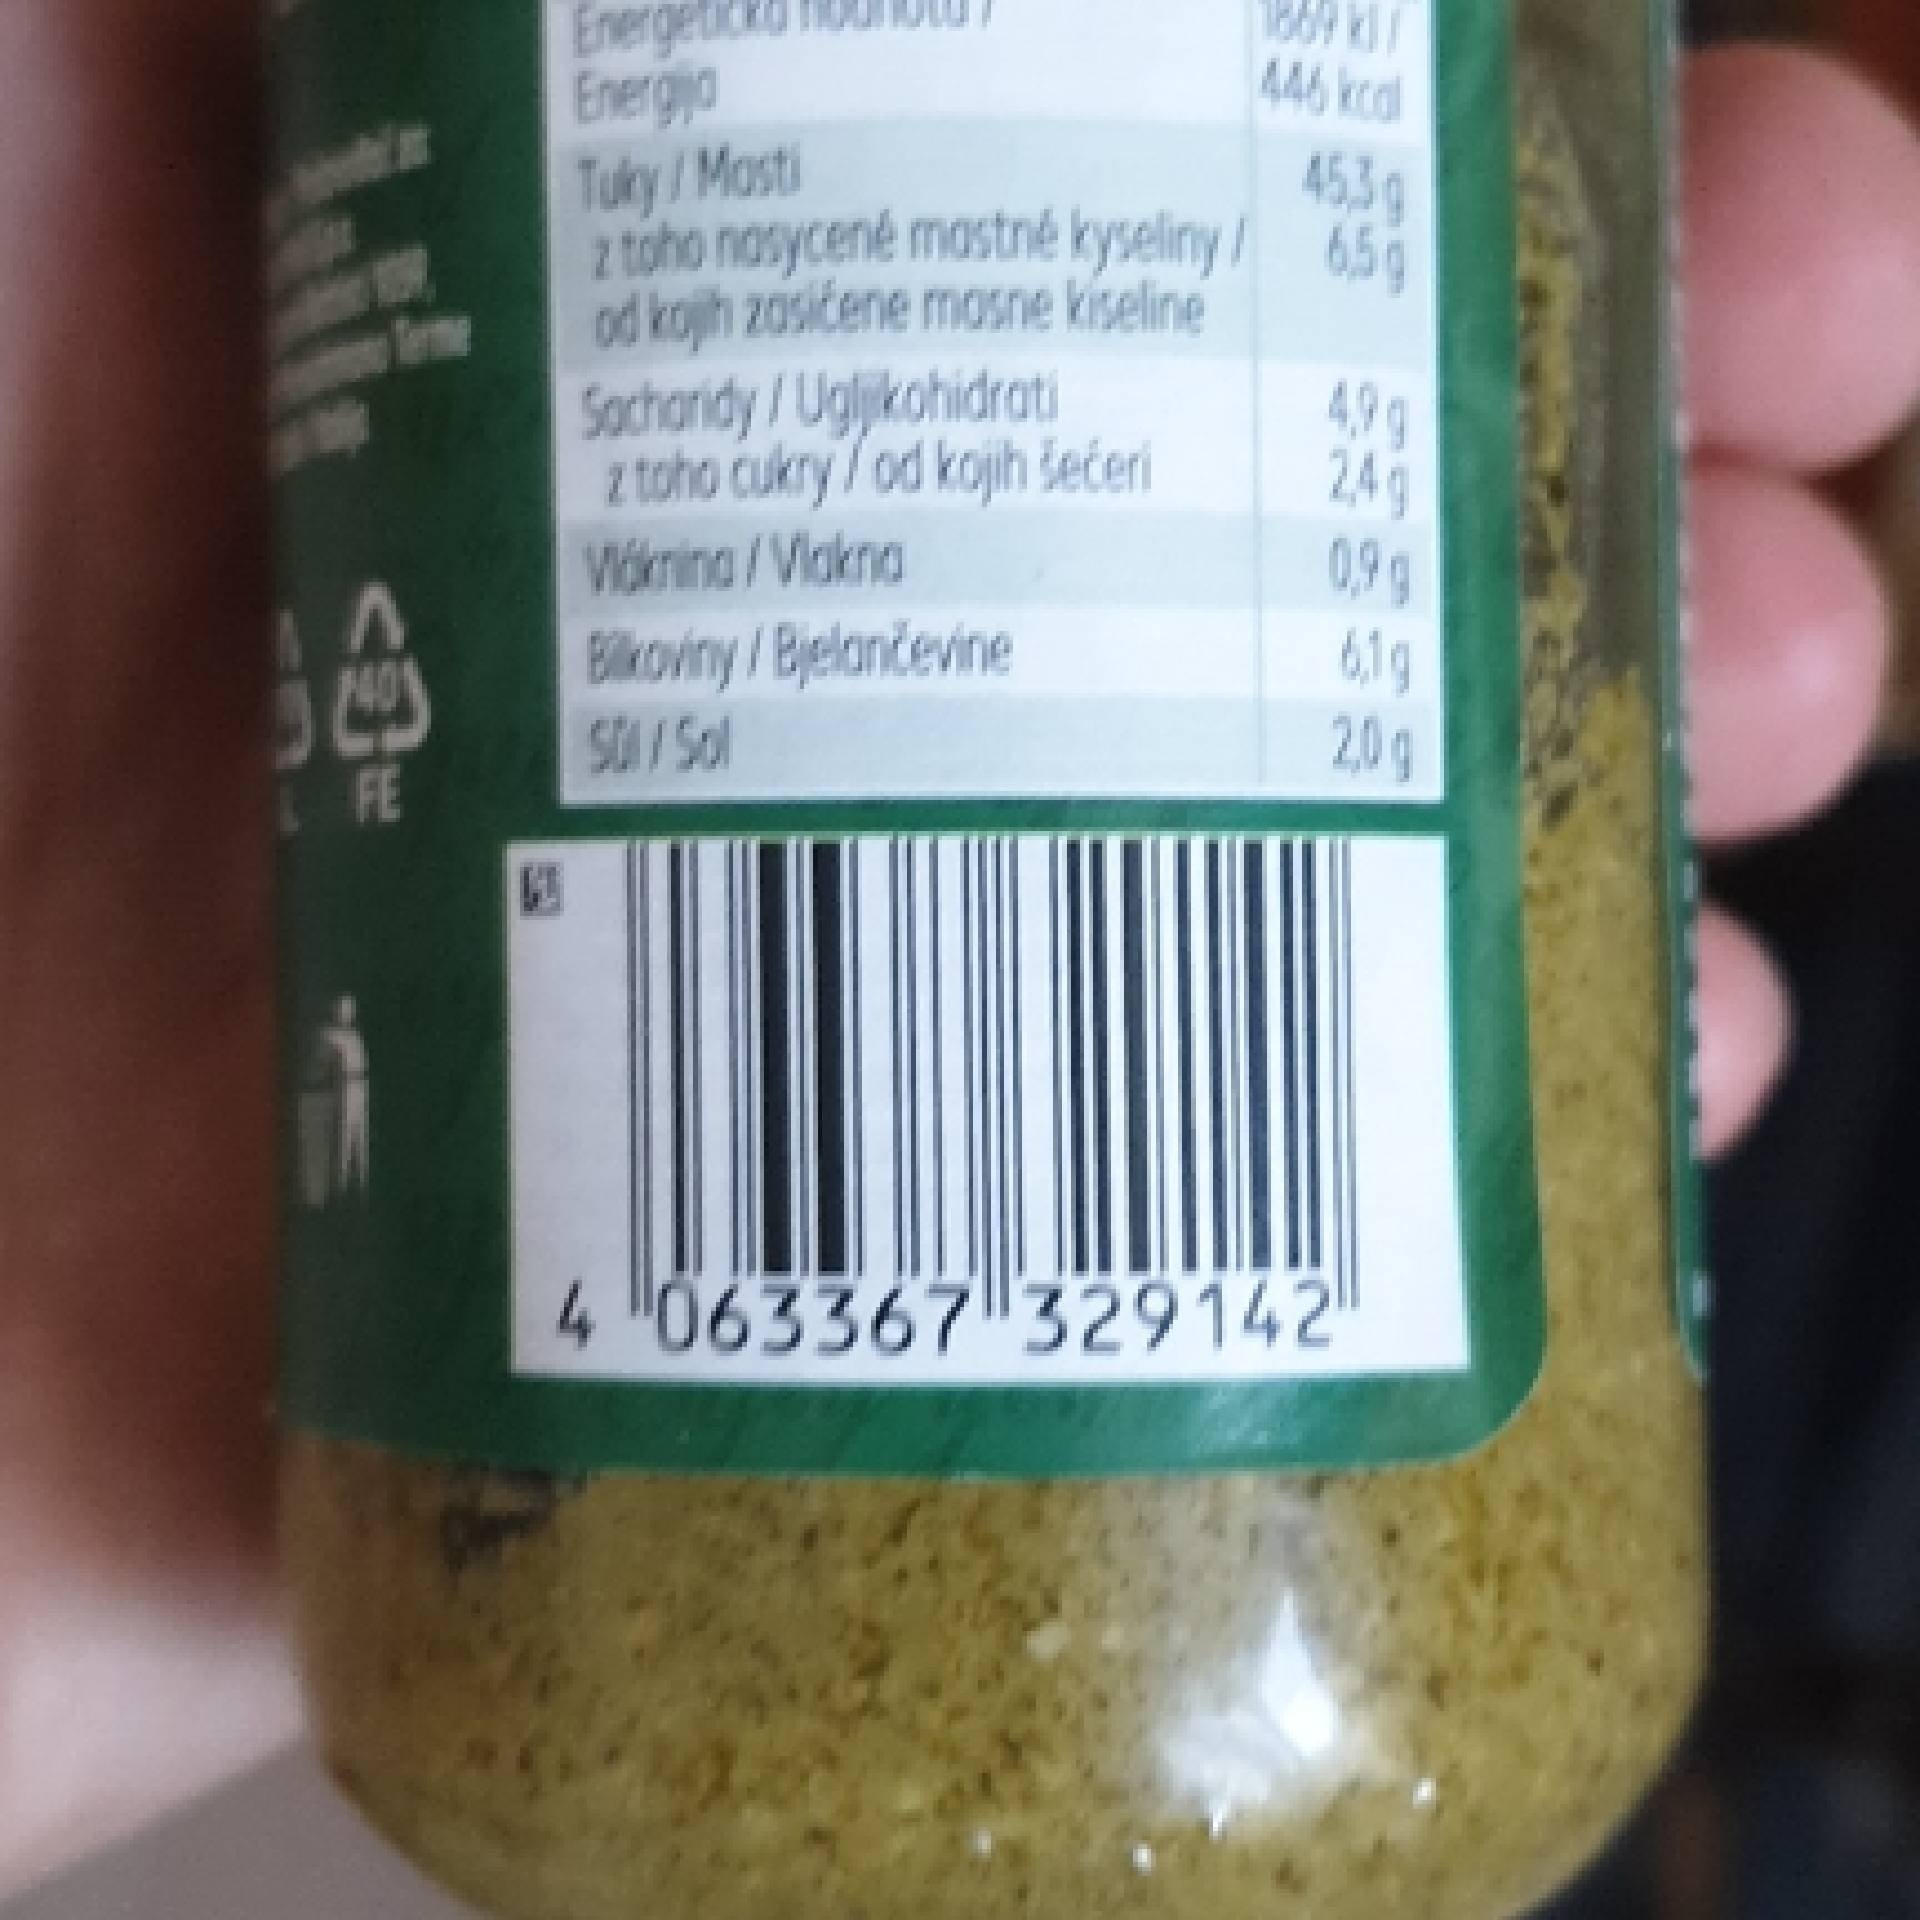 Energetická hodnota / 1869 kJ /
Energija 446 kcal
Tuky / Masti 45,3 g
z toho nasycené mastné kyseliny / 6,5 g
od kojih zasićene masne kiseline
Sacharidy / Ugljikohidrati 4,9 g
z toho cukry / od kojih šećeri 2,4 g
Vláknina / Vlakna 0,9 g
Bílkoviny / Bjelančevine 6,1 g
Sůl / Sol 2,0 g
40
FE
4 063367 329142